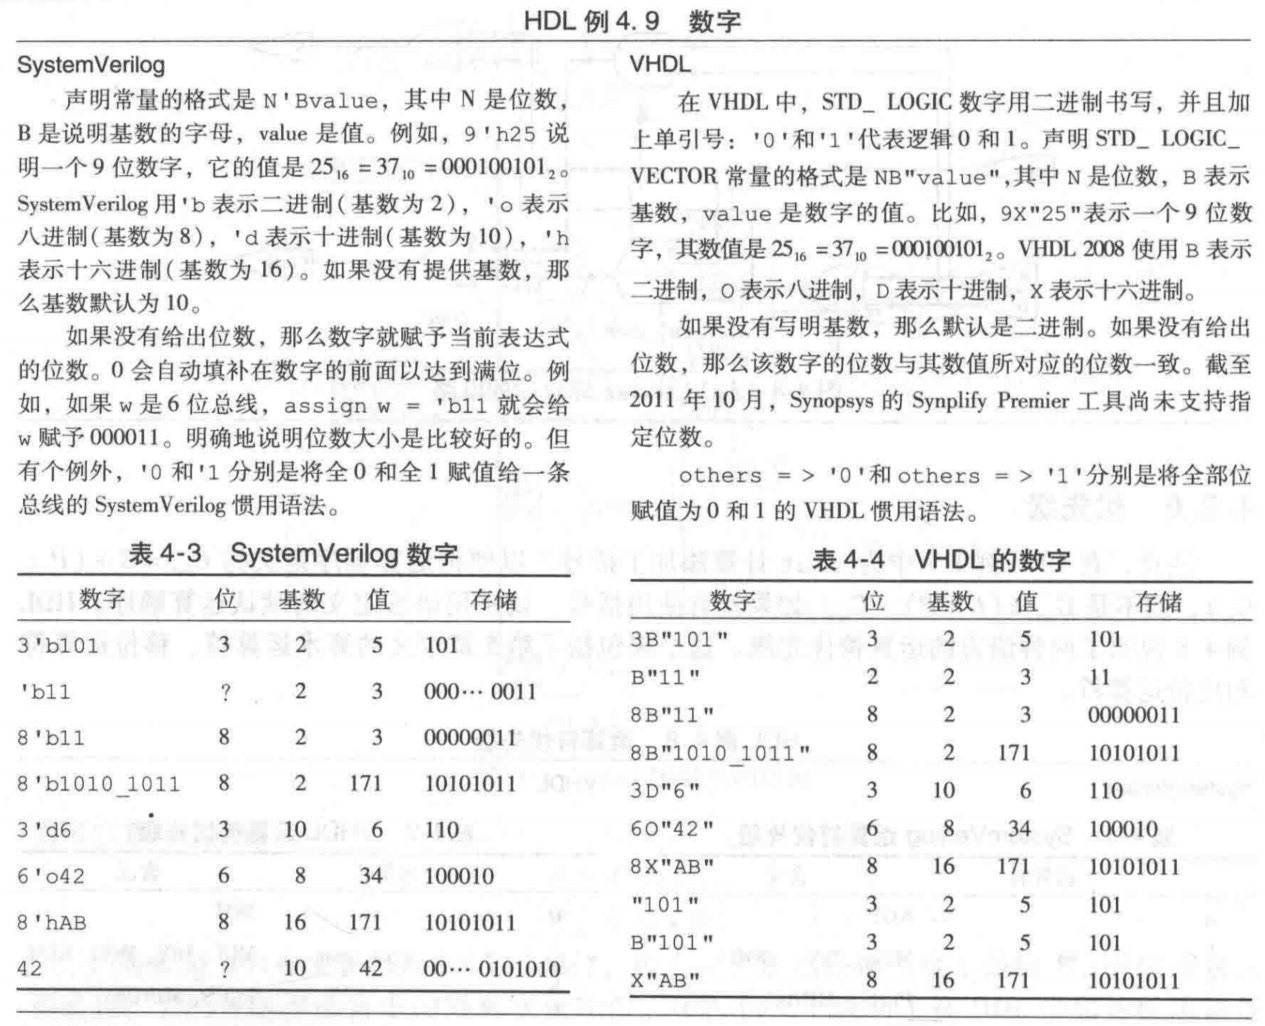 HDL 例 4.9 数字
SystemVerilog
声明常量的格式是 N'Bvalue，其中 N 是位数，
B 是说明基数的字母，value 是值。例如，9'h25 说
明一个 9 位数字，它的值是 25₁₆ = 37₁₀ = 000100101₂。
SystemVerilog 用 'b 表示二进制（基数为 2），'o 表示
八进制（基数为 8），'d 表示十进制（基数为 10），'h
表示十六进制（基数为 16）。如果没有提供基数，那
么基数默认为 10。
如果没有给出位数，那么数字就赋予当前表达式
的位数。0 会自动填补在数字的前面以达到满位。例
如，如果 w 是 6 位总线，assign w = 'b11 就会给
w 赋予 000011。明确地说明位数大小是比较好的。但
有个例外，'0 和 '1 分别是将全 0 和全 1 赋值给一条
总线的 SystemVerilog 惯用语法。
表 4-3 SystemVerilog 数字
数字 位 基数 值 存储
3'b101 3 2 5 101
'b11 ? 2 3 000… 0011
8'b11 8 2 3 00000011
8'b1010_1011 8 2 171 10101011
3'd6 3 10 6 110
6'o42 6 8 34 100010
8'hAB 8 16 171 10101011
42 ? 10 42 00… 0101010
VHDL
在 VHDL 中，STD_ LOGIC 数字用二进制书写，并且加
上单引号：'0' 和 '1' 代表逻辑 0 和 1。声明 STD_ LOGIC_
VECTOR 常量的格式是 NB"value",其中 N 是位数，B 表示
基数，value 是数字的值。比如，9X"25"表示一个 9 位数
字，其数值是 25₁₆ = 37₁₀ = 000100101₂。VHDL 2008 使用 B 表示
二进制，O 表示八进制，D 表示十进制，X 表示十六进制。
如果没有写明基数，那么默认是二进制。如果没有给出
位数，那么该数字的位数与其数值所对应的位数一致。截至
2011 年 10 月，Synopsys 的 Synplify Premier 工具尚未支持指
定位数。
others = > '0' 和 others = > '1' 分别是将全部位
赋值为 0 和 1 的 VHDL 惯用语法。
表 4-4 VHDL 的数字
数字 位 基数 值 存储
3B"101" 3 2 5 101
B"11" 2 2 3 11
8B"11" 8 2 3 00000011
8B"1010_1011" 8 2 171 10101011
3D"6" 3 10 6 110
6O"42" 6 8 34 100010
8X"AB" 8 16 171 10101011
"101" 3 2 5 101
B"101" 3 2 5 101
X"AB" 8 16 171 10101011